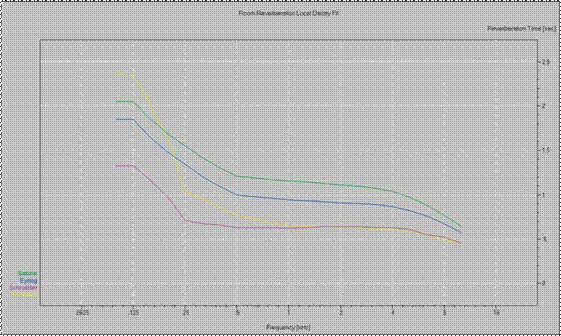 Room Reverberation Local Decay Fit
Reverberation Time [sec]
2.5
2
1.5
1
.5
0
Sabine
Eyring
Schroeder
.0625
.125
.25
.5
1
2
4
8
16
Frequency [kHz]